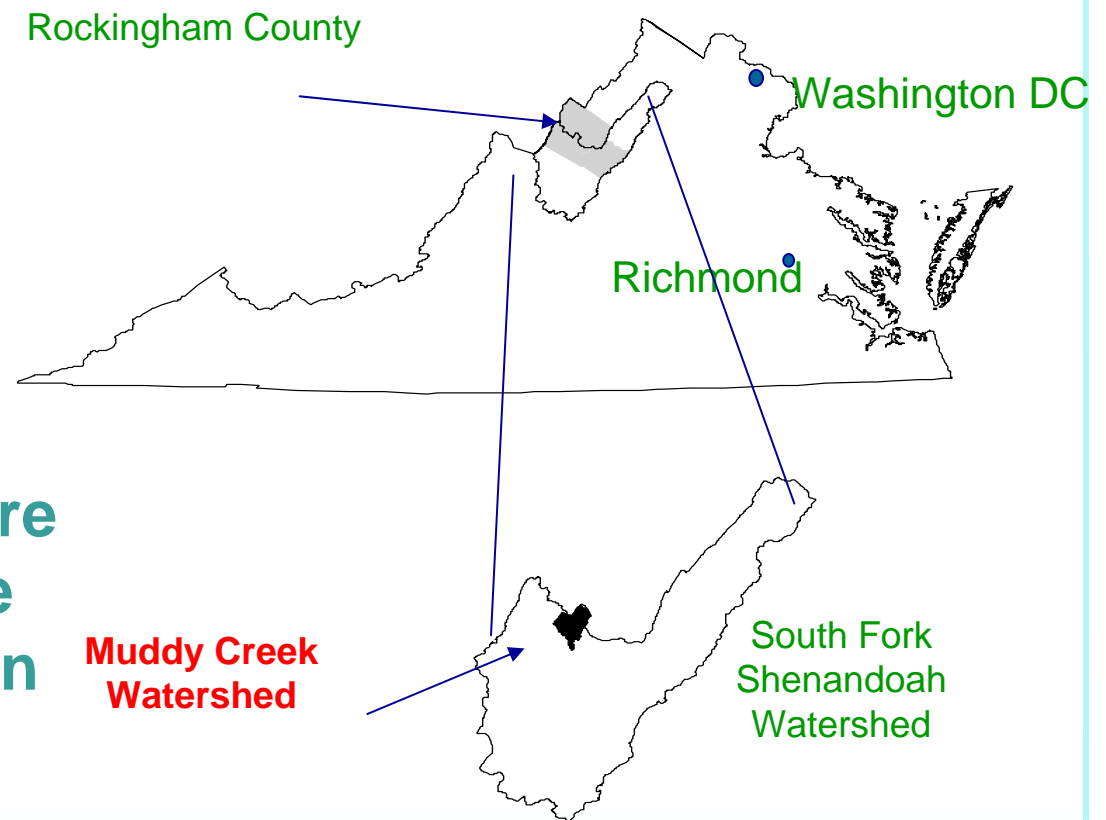 Rockingham County
Washington DC
Richmond
re
e
n
Muddy Creek
Watershed
South Fork
Shenandoah
Watershed